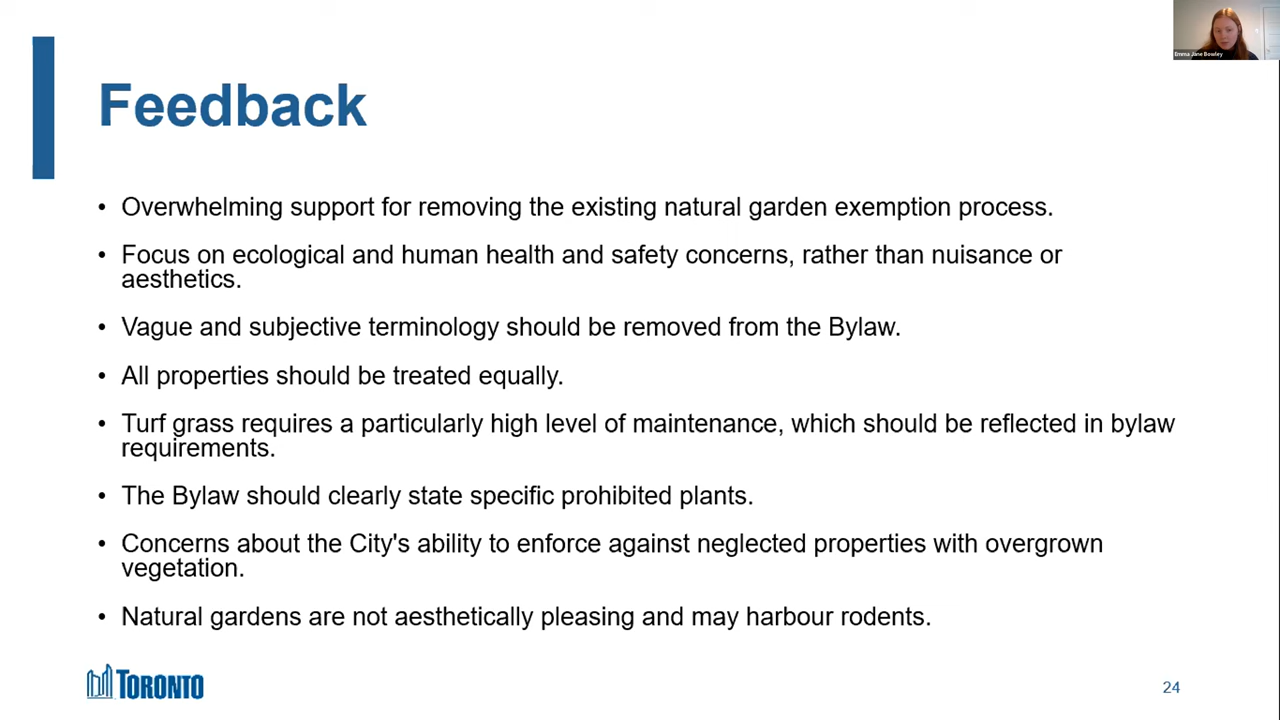 Emma Jane Bowley
Feedback
• Overwhelming support for removing the existing natural garden exemption process.
• Focus on ecological and human health and safety concerns, rather than nuisance or
aesthetics.
• Vague and subjective terminology should be removed from the Bylaw.
• All properties should be treated equally.
• Turf grass requires a particularly high level of maintenance, which should be reflected in bylaw
requirements.
• The Bylaw should clearly state specific prohibited plants.
• Concerns about the City's ability to enforce against neglected properties with overgrown
vegetation.
• Natural gardens are not aesthetically pleasing and may harbour rodents.
TORONTO
24